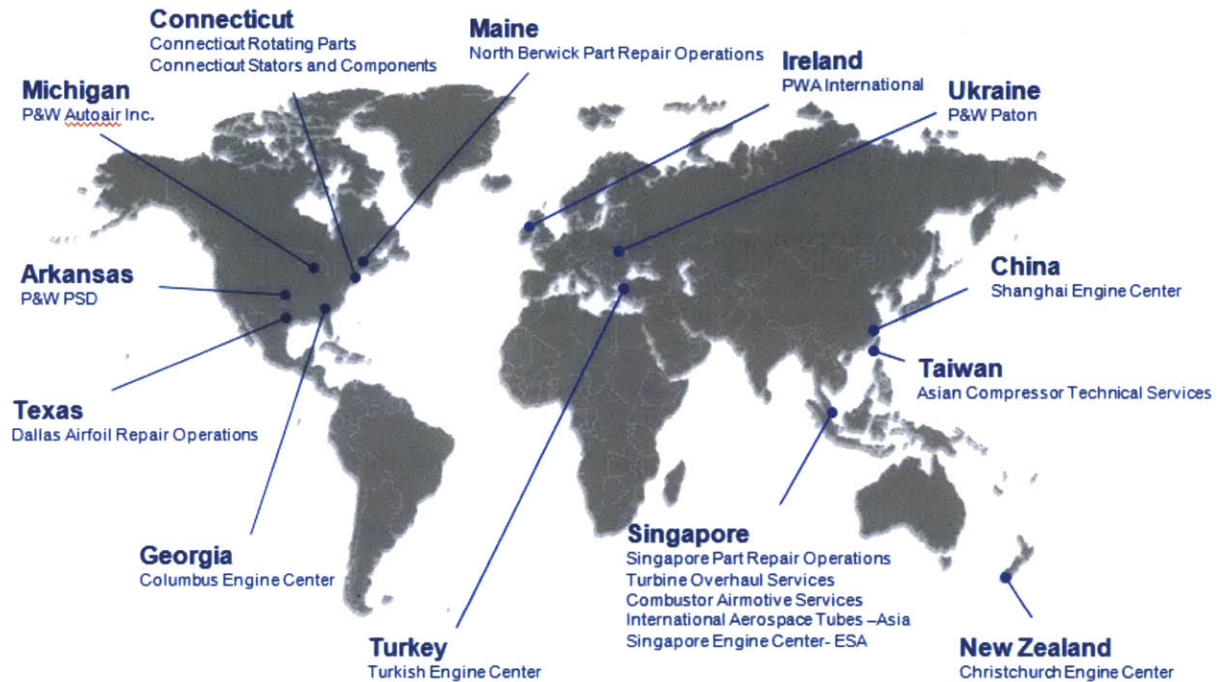 Connecticut
Connecticut Rotating Parts
Connecticut Stators and Components
Maine
North Berwick Part Repair Operations
Ireland
PWA International
Michigan
P&W Autoair Inc.
Ukraine
P&W Paton
Arkansas
P&W PSD
China
Shanghai Engine Center
Taiwan
Asian Compressor Technical Services
Texas
Dallas Airfoil Repair Operations
Georgia
Columbus Engine Center
Singapore
Singapore Part Repair Operations
Turbine Overhaul Services
Combustor Airmotive Services
International Aerospace Tubes –Asia
Singapore Engine Center- ESA
Turkey
Turkish Engine Center
New Zealand
Christchurch Engine Center